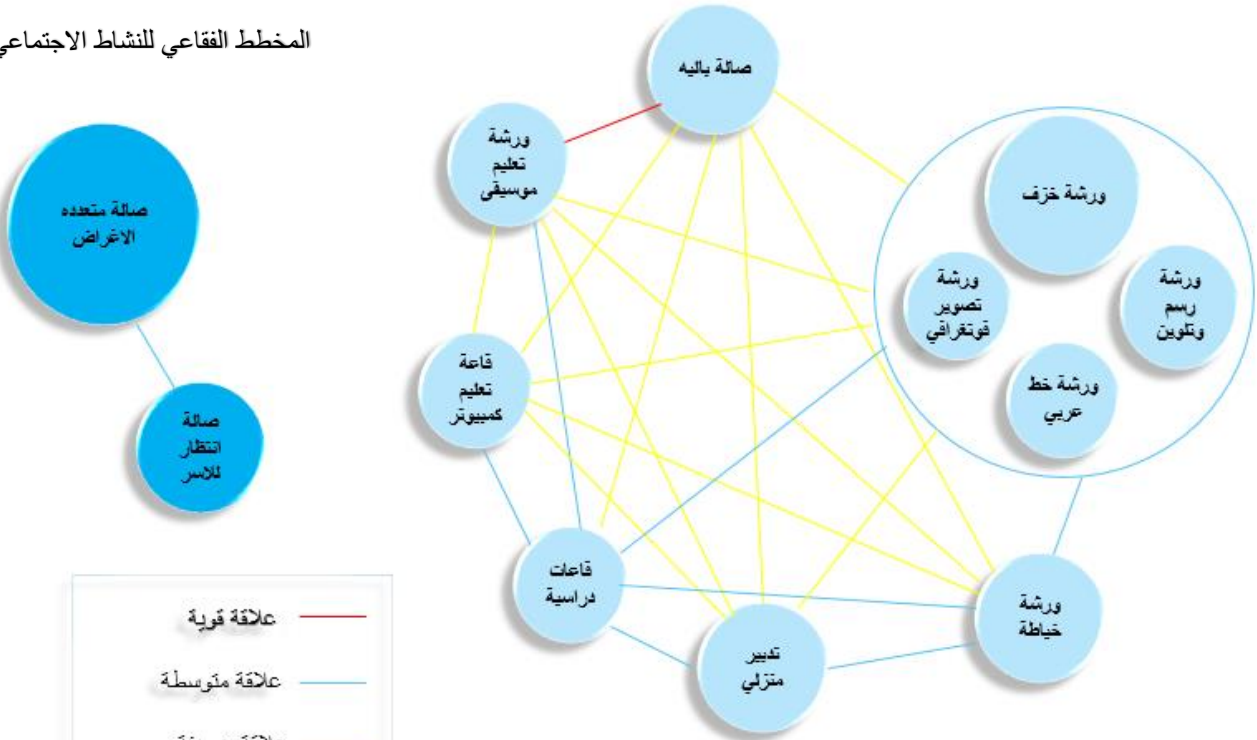 المخطط الفقاعي للنشاط الاجتماعي
صالة باليه
ورشة
تعليم
موسيقى
ورشة خزف
صالة متعدده
الاغراض
ورشة
تصوير
فوتغرافي
ورشة
رسم
وتلوين
قاعة
تعليم
كمبيوتر
ورشة خط
عربي
صالة
انتظار
للاسر
قاعات
دراسية
ورشة
خياطة
تدبير
منزلي
علاقة قوية
علاقة متوسطة
علاقة